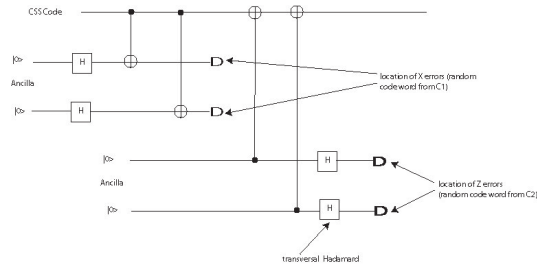 CSS Code
|0>
H
D
Ancilla
location of X errors (random
code word from C1)
|0>
H
D
|0>
H
D
Ancilla
location of Z errors
(random code word from C2)
|0>
H
D
transversal Hadamard